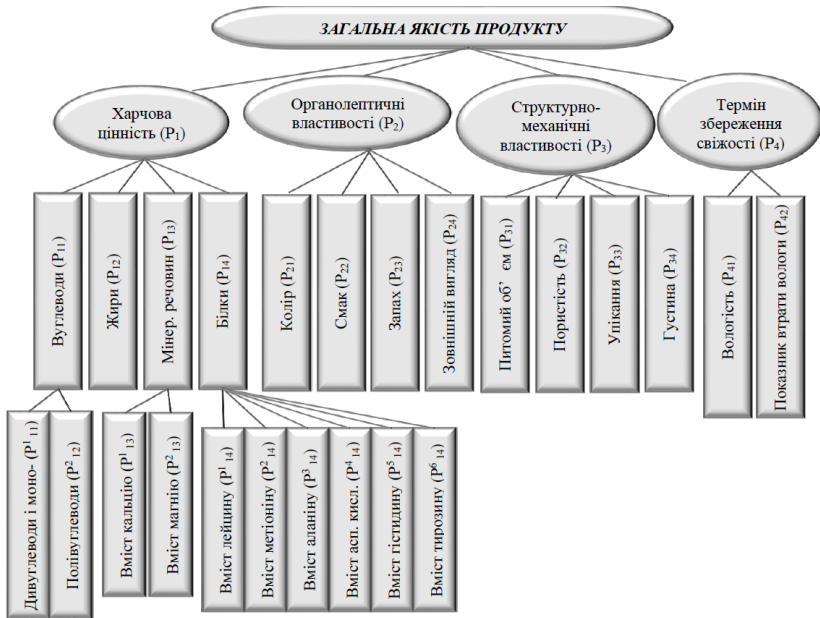 ЗАГАЛЬНА ЯКІСТЬ ПРОДУКТУ
Харчова
цінність (P₁)
Органолептичні
властивості (P₂)
Структурно-
механічні
властивості (P₃)
Термін
збереження
свіжості (P₄)
Вуглеводи (P₁₁)
Жири (P₁₂)
Мінер. речовин (P₁₃)
Білки (P₁₄)
Колір (P₂₁)
Смак (P₂₂)
Запах (P₂₃)
Зовнішній вигляд (P₂₄)
Питомий об’ єм (P₃₁)
Пористість (P₃₂)
Упікання (P₃₃)
Густина (P₃₄)
Вологість (P₄₁)
Показник втрати вологи (P₄₂)
Дивуглеводи і моно- (P¹₁₁)
Полівуглеводи (P²₁₂)
Вміст кальцію (P¹₁₃)
Вміст магнію (P²₁₃)
Вміст лейцину (P¹₁₄)
Вміст метіоніну (P²₁₄)
Вміст аланіну (P³₁₄)
Вміст асп. кисл. (P⁴₁₄)
Вміст гістидину (P⁵₁₄)
Вміст тирозину (P⁶₁₄)